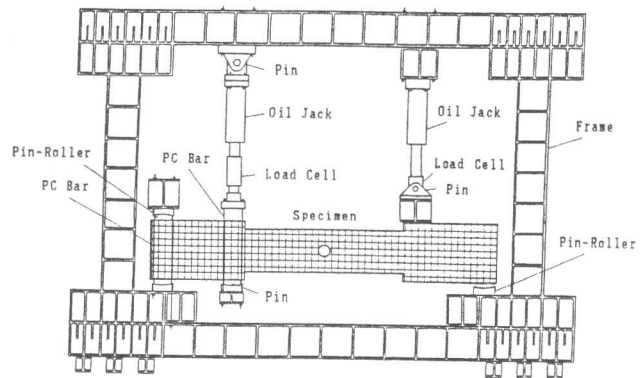 Pin
Oil Jack
Oil Jack
Frame
Pin-Roller
PC Bar
PC Bar
Load Cell
Load Cell
Pin
Specimen
Pin-Roller
Pin